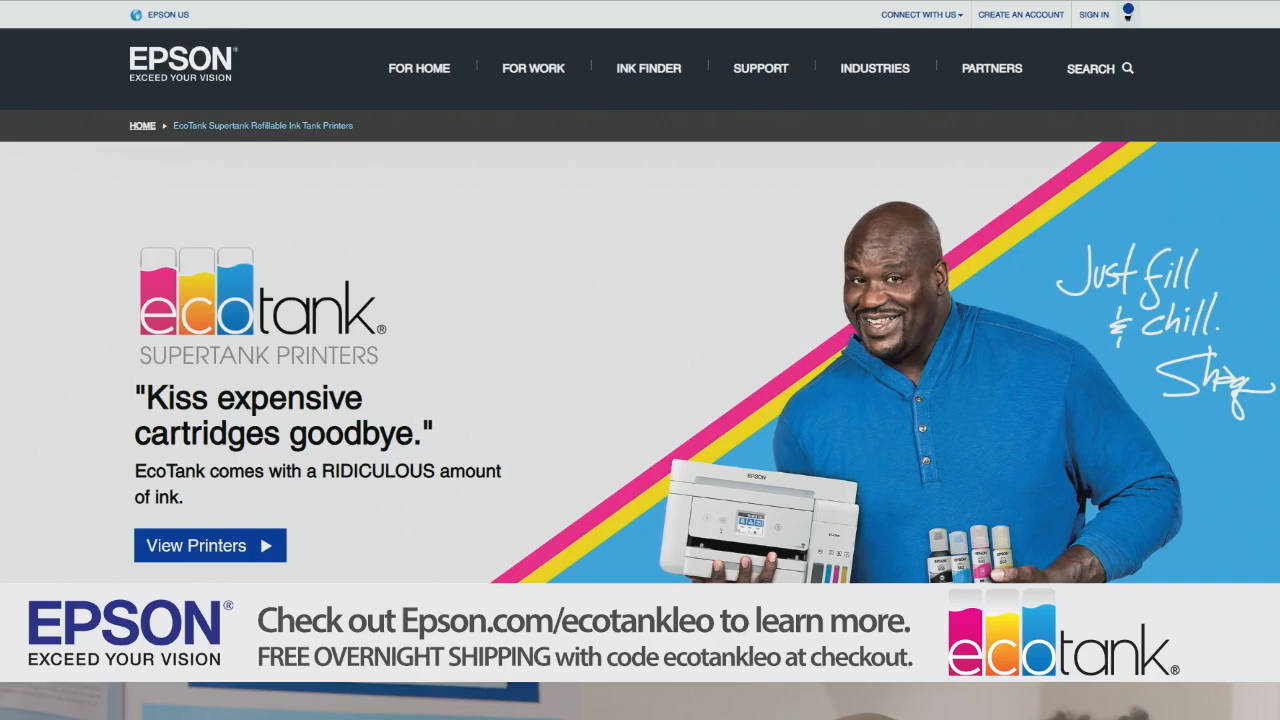 EPSON US
CONNECT WITH US
CREATE AN ACCOUNT
SIGN IN
EPSON®
EXCEED YOUR VISION
FOR HOME
FOR WORK
INK FINDER
SUPPORT
INDUSTRIES
PARTNERS
SEARCH
HOME
EcoTank Supertank Refillable Ink Tank Printers
ecotank®
SUPERTANK PRINTERS
"Kiss expensive
cartridges goodbye."
EcoTank comes with a RIDICULOUS amount
of ink.
View Printers
Just fill
& chill.
Shaq
EPSON
EPSON®
EXCEED YOUR VISION
Check out Epson.com/ecotankleo to learn more.
FREE OVERNIGHT SHIPPING with code ecotankleo at checkout.
ecotank®